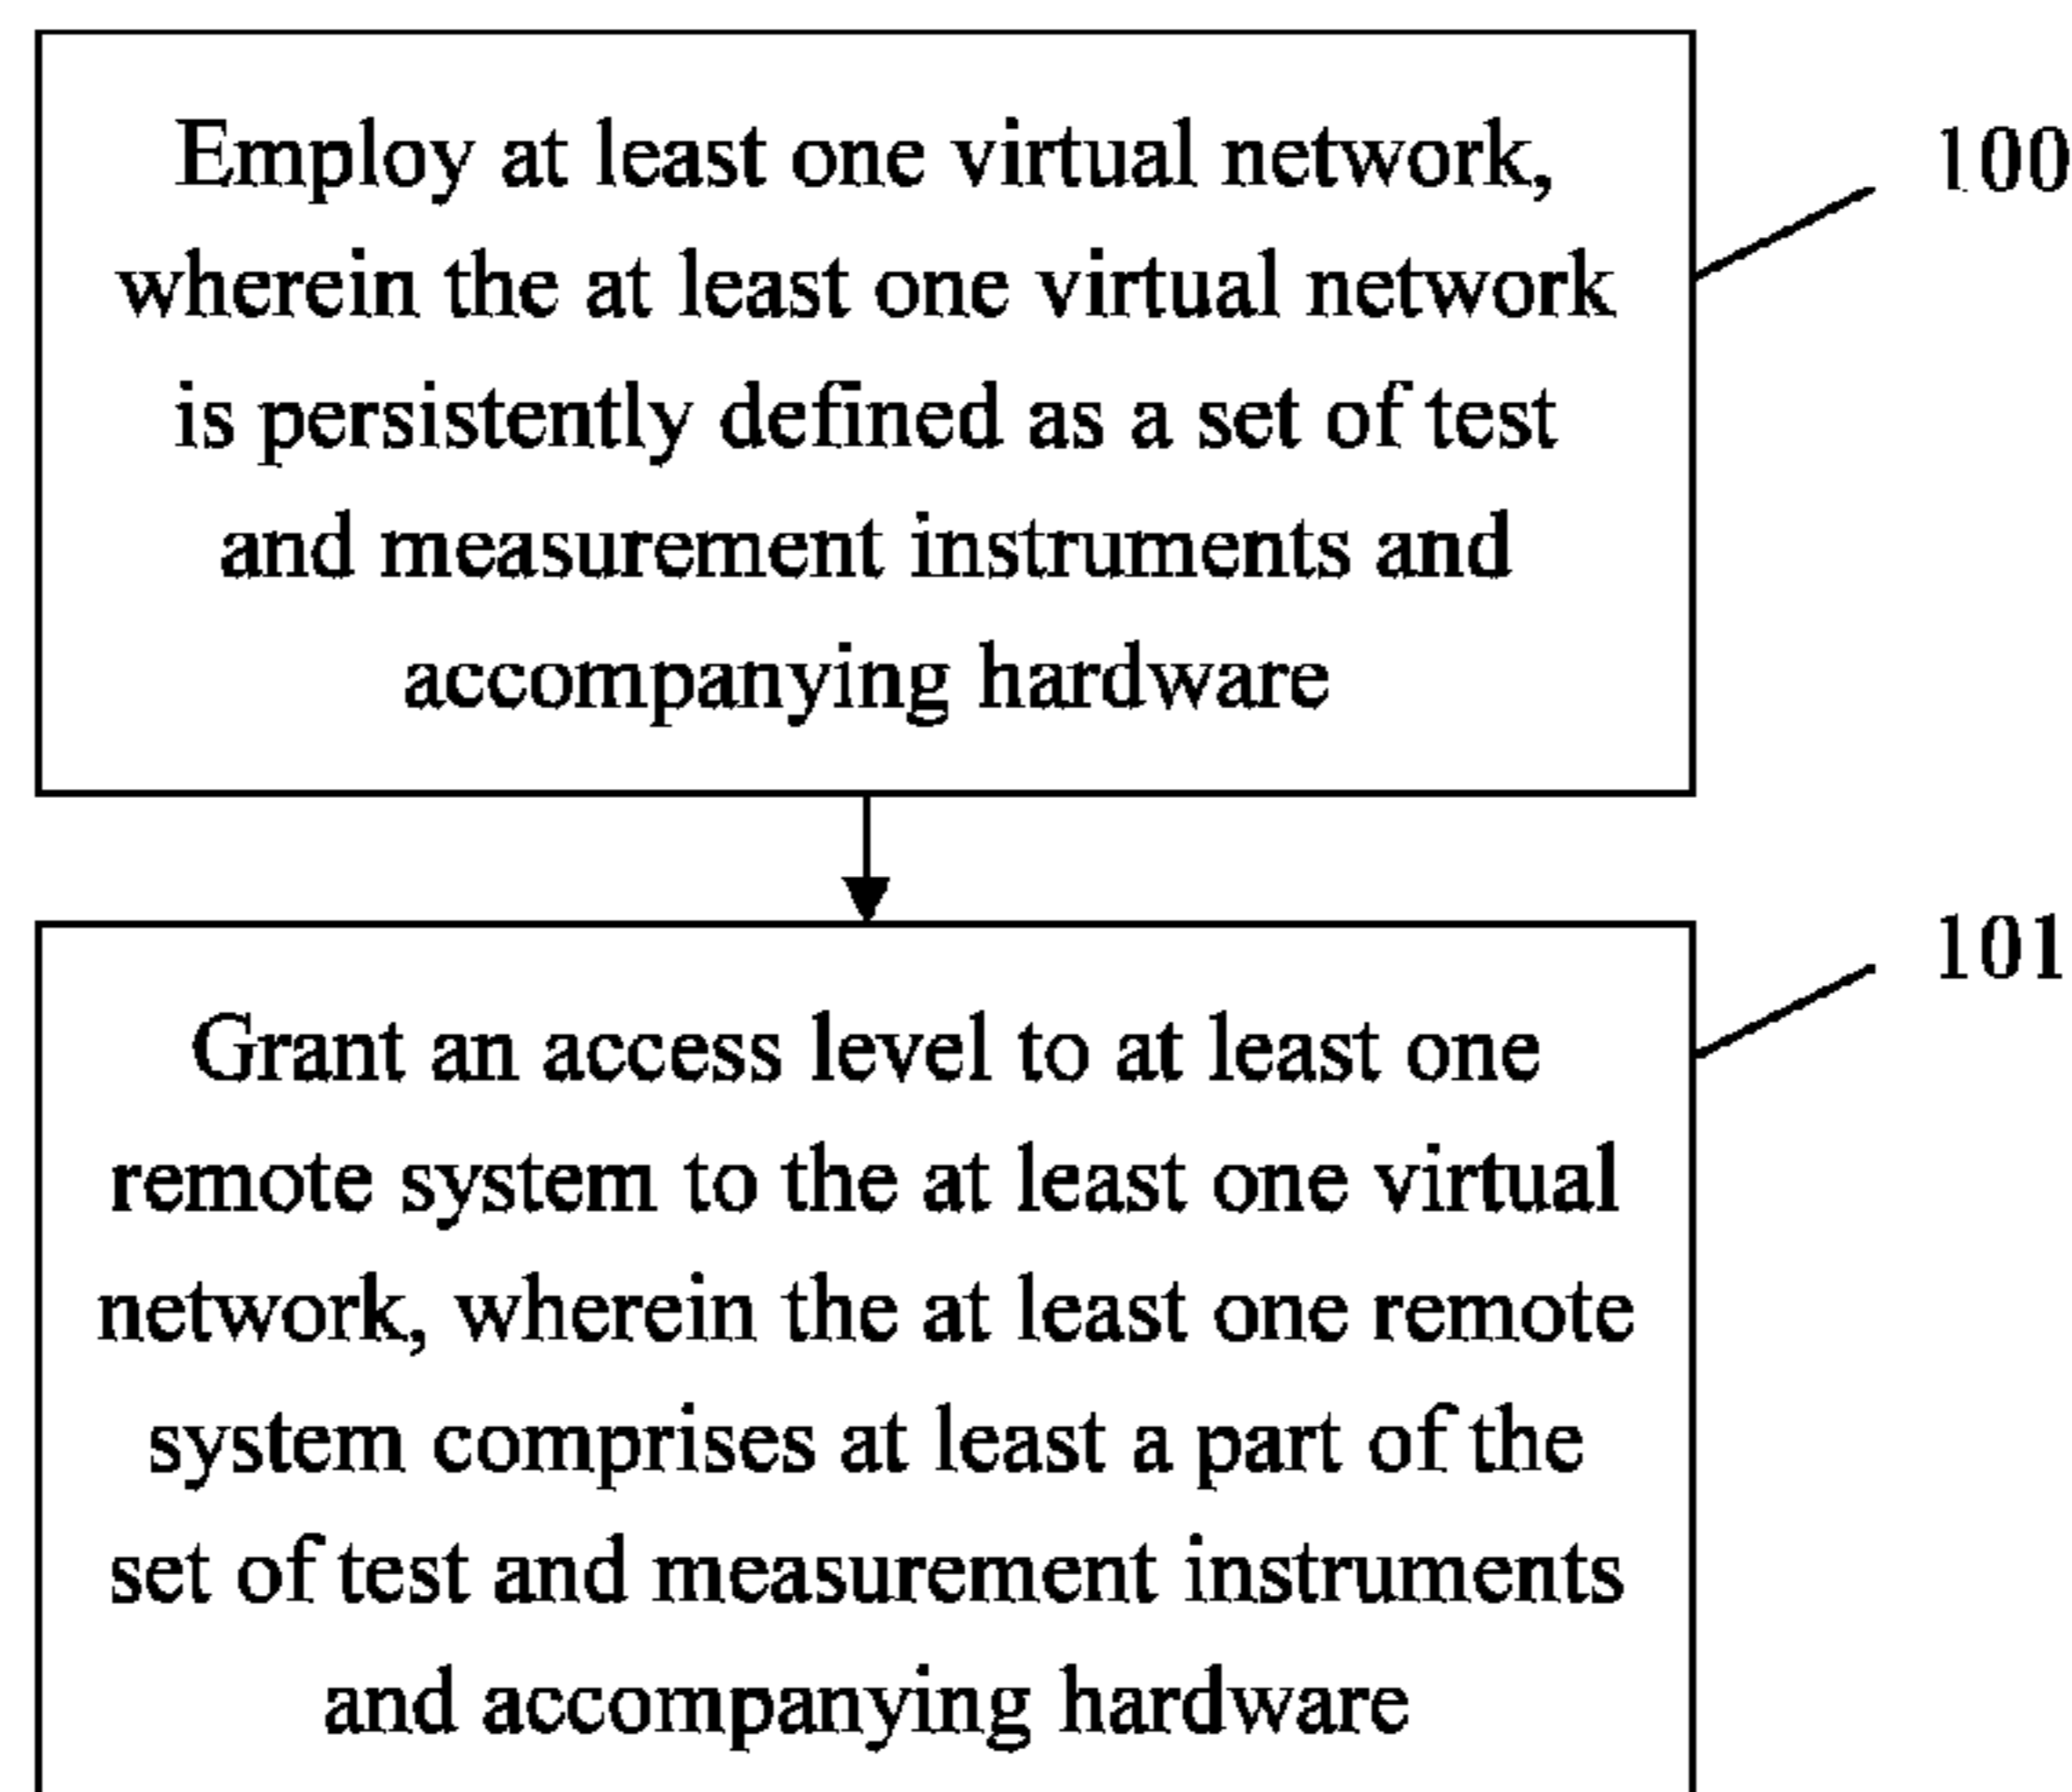 Employ at least one virtual network,
wherein the at least one virtual network
is persistently defined as a set of test
and measurement instruments and
accompanying hardware
100
Grant an access level to at least one
remote system to the at least one virtual
network, wherein the at least one remote
system comprises at least a part of the
set of test and measurement instruments
and accompanying hardware
101